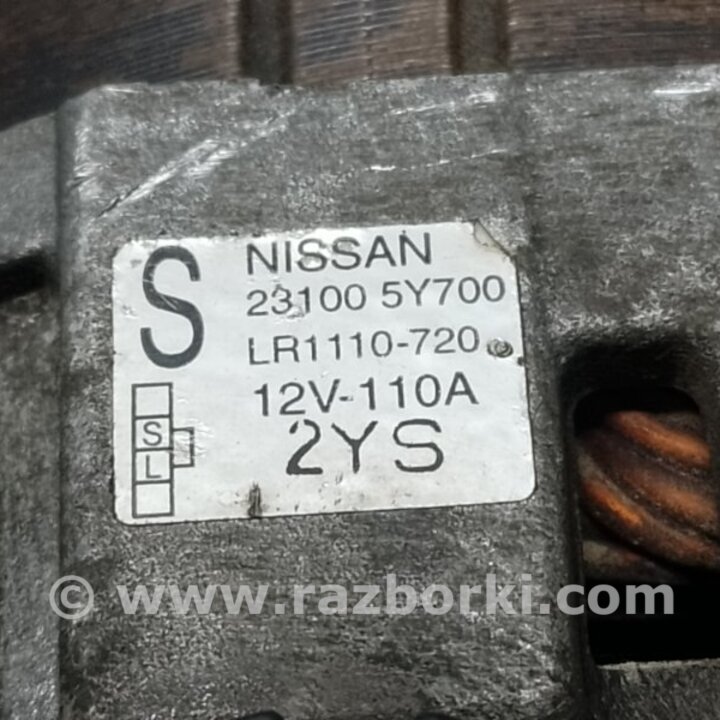 S
NISSAN
23100 5Y700
LR1110-720
12V-110A
2YS
S
L
© www.razborki.com